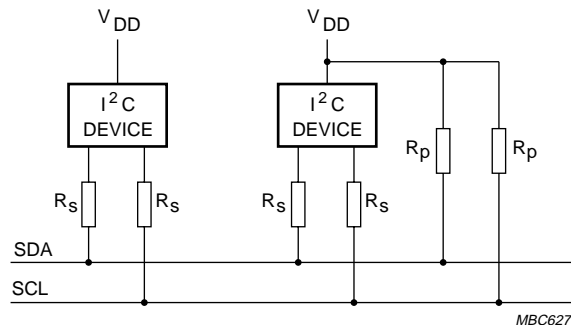 V DD
V DD
I2C
DEVICE
I2C
DEVICE
Rp
Rp
Rs
Rs
Rs
Rs
SDA
SCL
MBC627